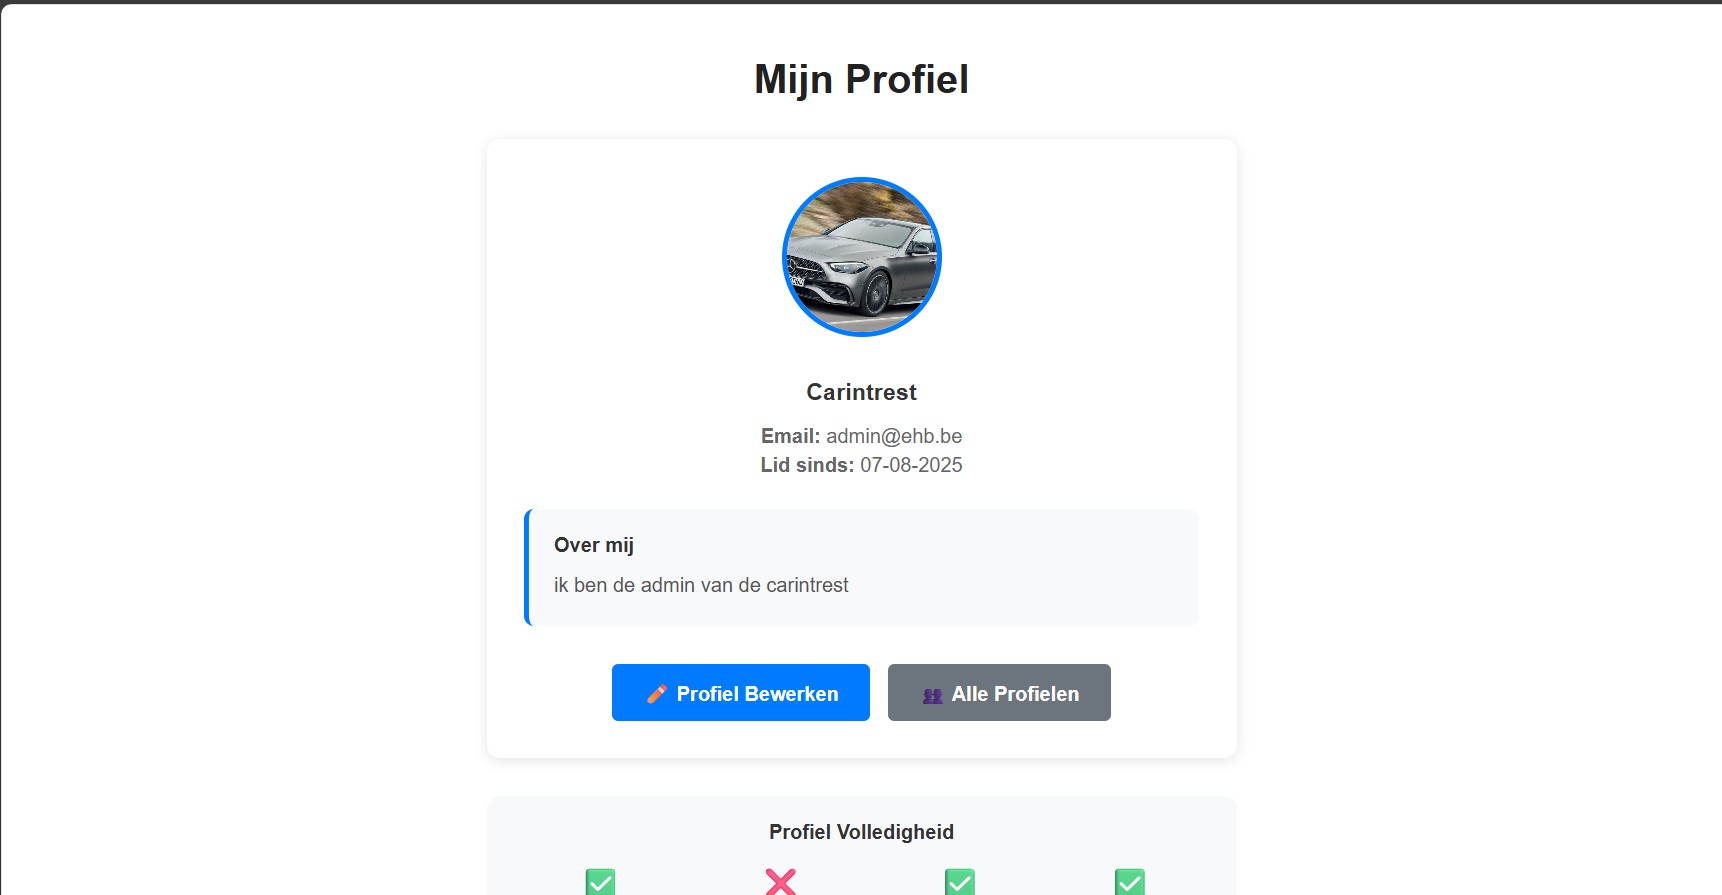 Mijn Profiel
Carintrest
Email: admin@ehb.be
Lid sinds: 07-08-2025
Over mij
ik ben de admin van de carintrest
Profiel Bewerken
Alle Profielen
Profiel Volledigheid